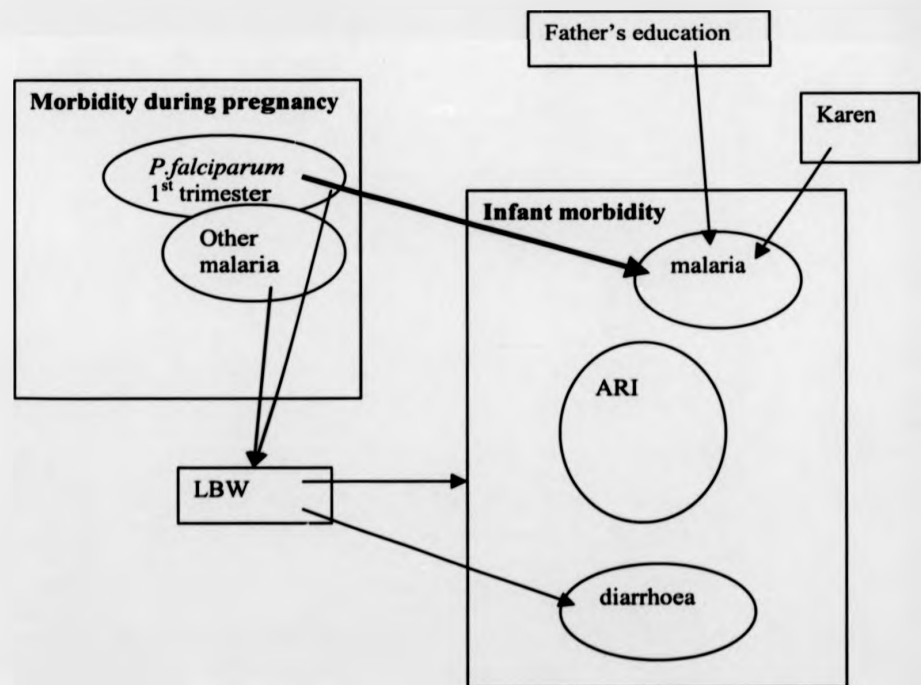 Father's education
Morbidity during pregnancy
Karen
P.falciparum
1st trimester
Infant morbidity
Other
malaria
malaria
ARI
LBW
diarrhoea